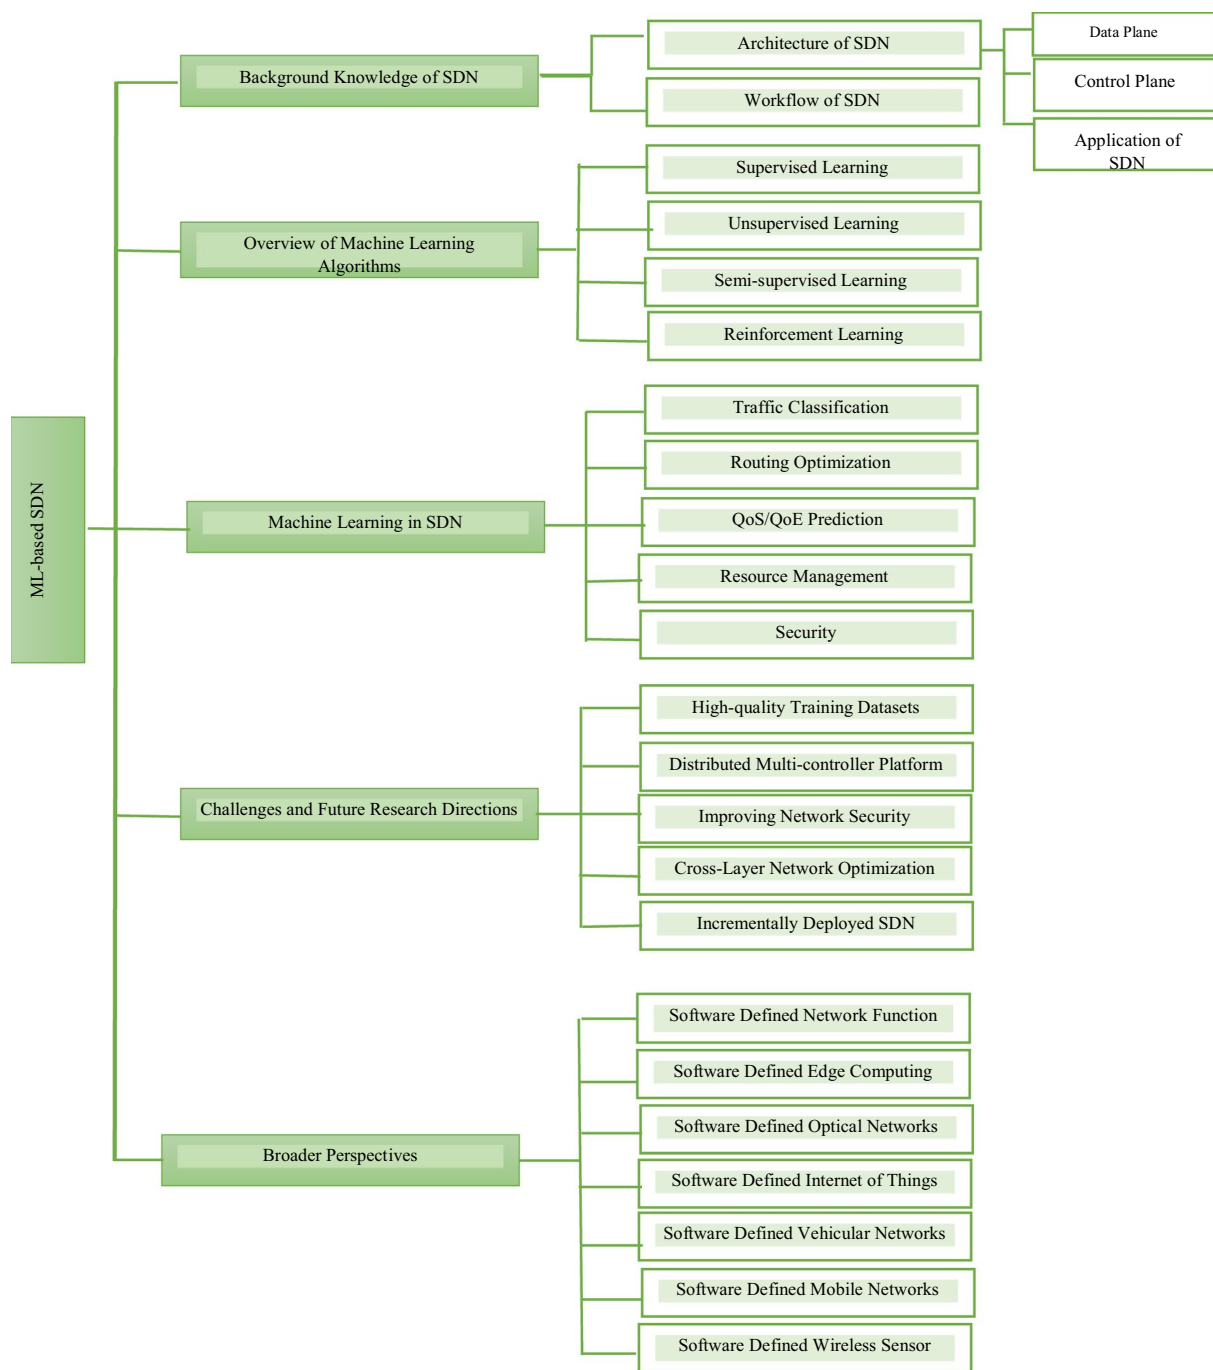 ML-based SDN
Background Knowledge of SDN
Architecture of SDN
Data Plane
Control Plane
Application of
SDN
Workflow of SDN
Overview of Machine Learning
Algorithms
Supervised Learning
Unsupervised Learning
Semi-supervised Learning
Reinforcement Learning
Machine Learning in SDN
Traffic Classification
Routing Optimization
QoS/QoE Prediction
Resource Management
Security
Challenges and Future Research Directions
High-quality Training Datasets
Distributed Multi-controller Platform
Improving Network Security
Cross-Layer Network Optimization
Incrementally Deployed SDN
Broader Perspectives
Software Defined Network Function
Software Defined Edge Computing
Software Defined Optical Networks
Software Defined Internet of Things
Software Defined Vehicular Networks
Software Defined Mobile Networks
Software Defined Wireless Sensor